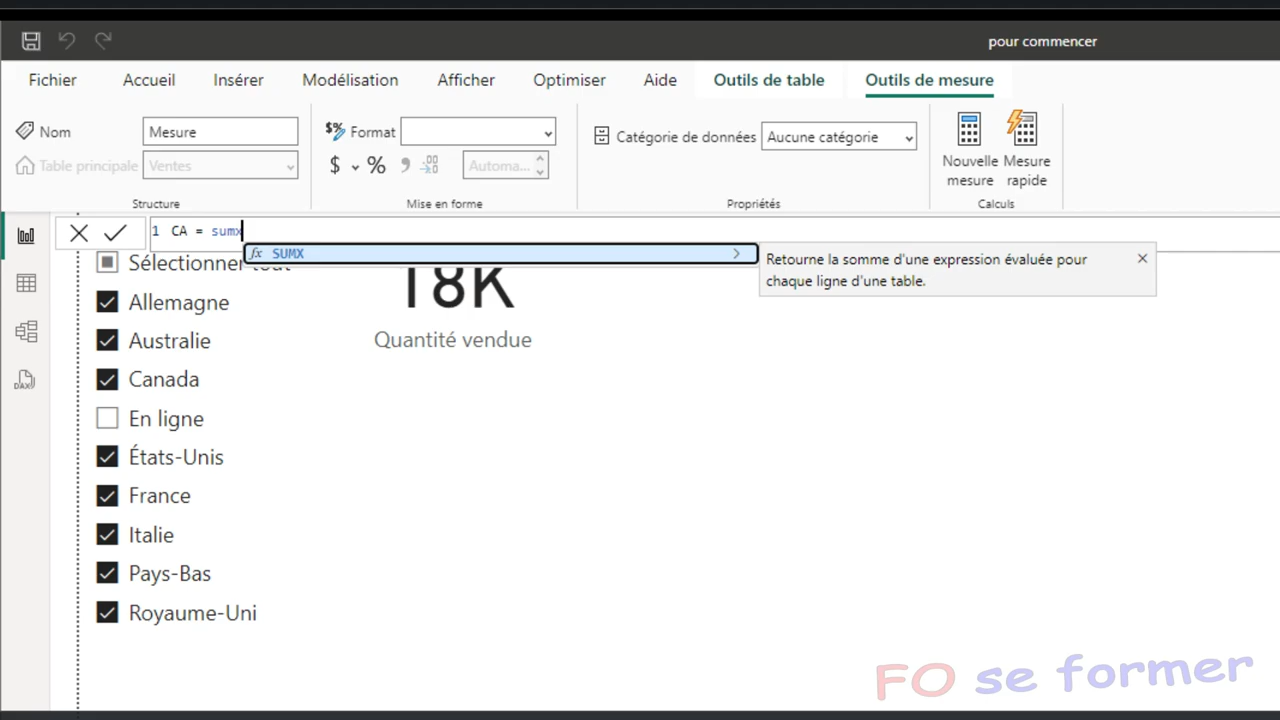 pour commencer
Fichier Accueil Insérer Modélisation Afficher Optimiser Aide Outils de table Outils de mesure
Nom Mesure
Table principale Ventes
Structure
$% Format
$ % Automa...
Mise en forme
Catégorie de données Aucune catégorie
Propriétés
Nouvelle mesure
Mesure rapide
Calculs
1 CA = sumx
fx SUMX
Retourne la somme d'une expression évaluée pour
chaque ligne d'une table.
Sélectionner tout
Allemagne
Australie
Canada
En ligne
États-Unis
France
Italie
Pays-Bas
Royaume-Uni
18K
Quantité vendue
DAX
FO se former